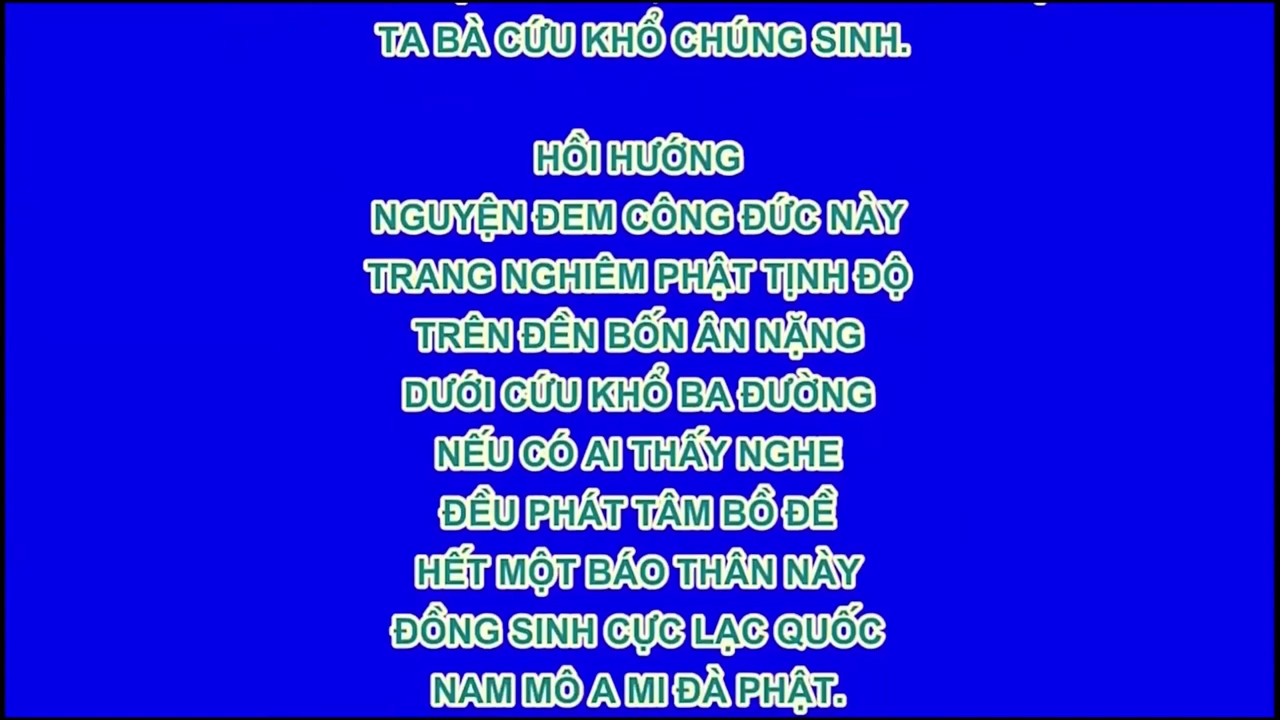 TA BÀ CỨU KHỔ CHÚNG SINH.
HỒI HƯỚNG
NGUYỆN ĐEM CÔNG ĐỨC NÀY
TRANG NGHIÊM PHẬT TỊNH ĐỘ
TRÊN ĐỀN BỐN ÂN NẶNG
DƯỚI CỨU KHỔ BA ĐƯỜNG
NẾU CÓ AI THẤY NGHE
ĐỀU PHÁT TÂM BỒ ĐỀ
HẾT MỘT BÁO THÂN NÀY
ĐỒNG SINH CỰC LẠC QUỐC
NAM MÔ A MI ĐÀ PHẬT.